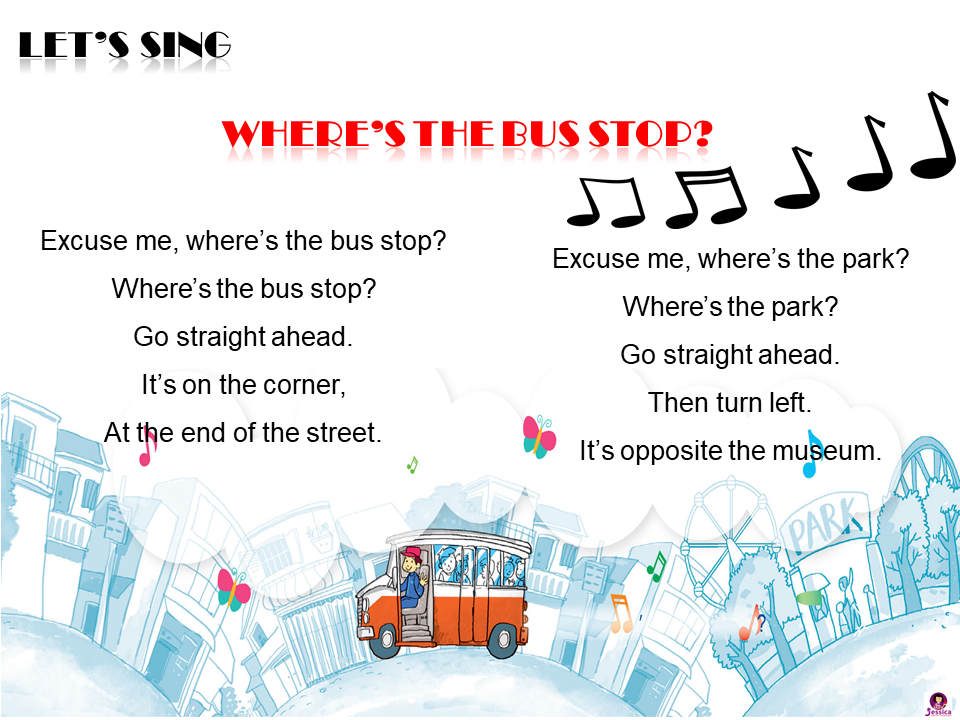 LET'S SING
WHERE'S THE BUS STOP?
Excuse me, where's the bus stop?
Where's the bus stop?
Go straight ahead.
It's on the corner,
At the end of the street.
Excuse me, where's the park?
Where's the park?
Go straight ahead.
Then turn left.
It's opposite the museum.
PARK
?
Jessica